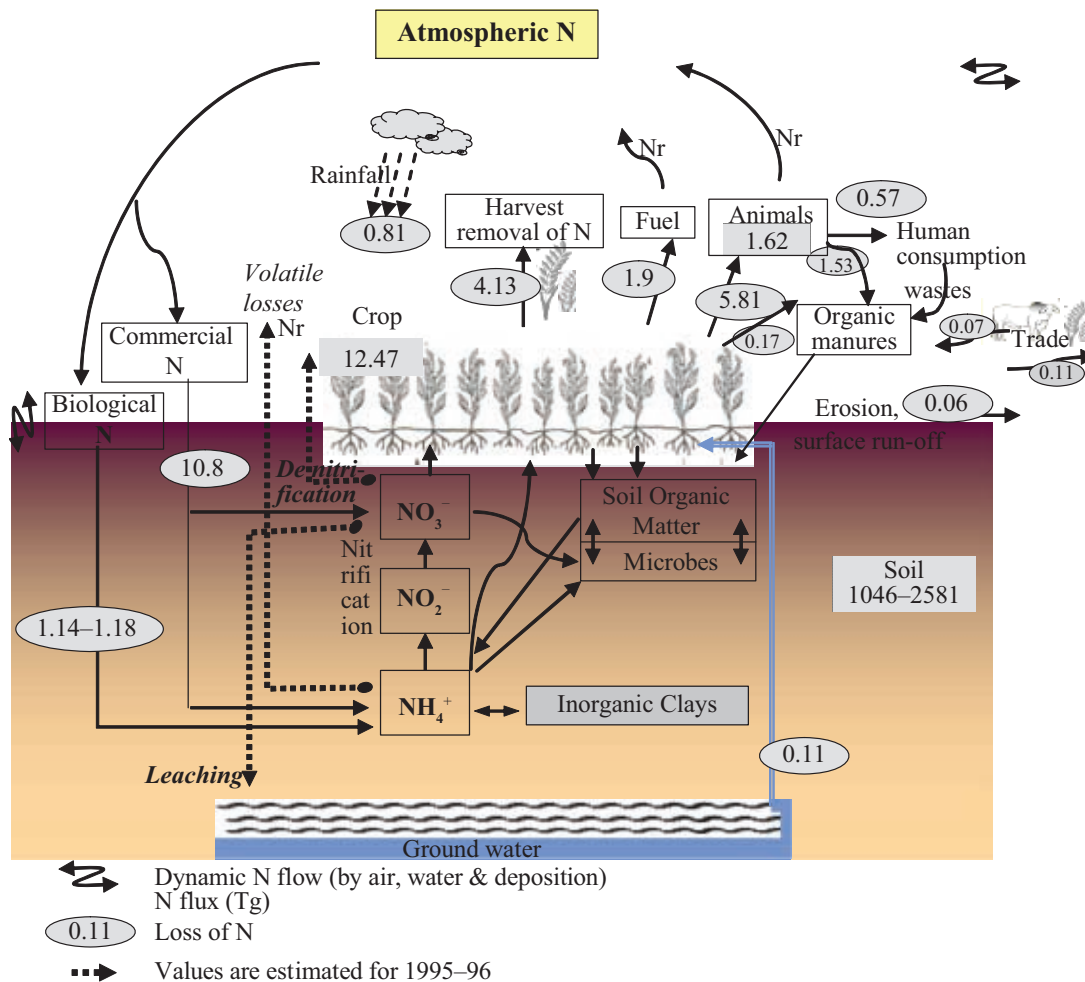 Atmospheric N
Nr
Nr
Rainfall
0.81
Harvest
removal of N
Fuel
Animals
1.62
0.57
Human
consumption
wastes
1.53
4.13
1.9
5.81
0.17
Organic
manures
0.07
Trade
0.11
Volatile
losses
Nr
Crop
12.47
Commercial
N
Biological
N
Erosion,
0.06
surface run-off
10.8
Denitri-
fication
NO3−
Soil Organic
Matter
Microbes
Nit
rifi
cat
ion
NO2−
Soil
1046–2581
1.14–1.18
NH4+
Inorganic Clays
0.11
Leaching
Ground water
Dynamic N flow (by air, water & deposition)
N flux (Tg)
0.11 Loss of N
Values are estimated for 1995–96